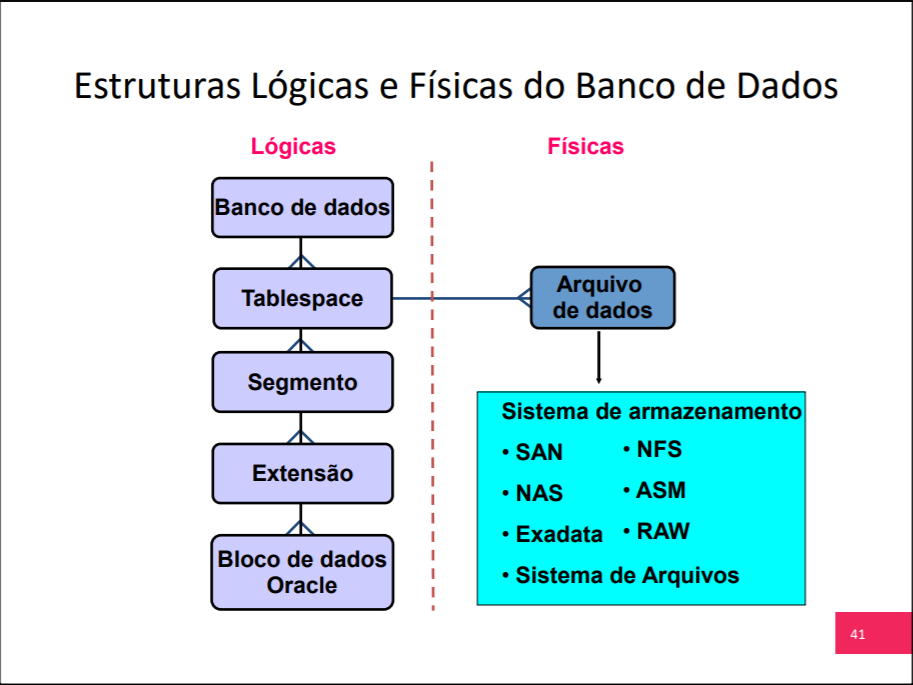 Estruturas Lógicas e Físicas do Banco de Dados
Lógicas
Físicas
Banco de dados
Tablespace
Arquivo
de dados
Segmento
Extensão
Bloco de dados
Oracle
Sistema de armazenamento
• SAN
• NFS
• NAS
• ASM
• Exadata
• RAW
• Sistema de Arquivos
41